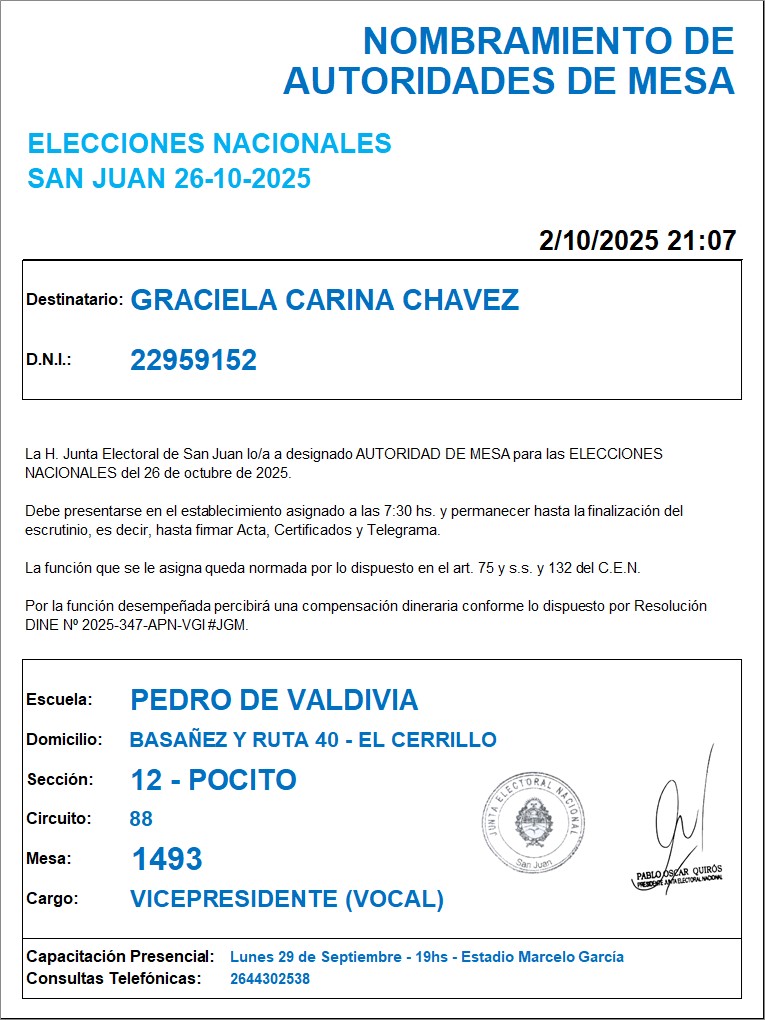 NOMBRAMIENTO DE
AUTORIDADES DE MESA
ELECCIONES NACIONALES
SAN JUAN 26-10-2025
2/10/2025 21:07
Destinatario: GRACIELA CARINA CHAVEZ
D.N.I.: 22959152
La H. Junta Electoral de San Juan lo/a a designado AUTORIDAD DE MESA para las ELECCIONES
NACIONALES del 26 de octubre de 2025.
Debe presentarse en el establecimiento asignado a las 7:30 hs. y permanecer hasta la finalización del
escrutinio, es decir, hasta firmar Acta, Certificados y Telegrama.
La función que se le asigna queda normada por lo dispuesto en el art. 75 y s.s. y 132 del C.E.N.
Por la función desempeñada percibirá una compensación dineraria conforme lo dispuesto por Resolución
DINE Nº 2025-347-APN-VGI#JGM.
Escuela: PEDRO DE VALDIVIA
Domicilio: BASAÑEZ Y RUTA 40 - EL CERRILLO
Sección: 12 - POCITO
Circuito: 88
Mesa: 1493
Cargo: VICEPRESIDENTE (VOCAL)
JUNTA ELECTORAL NACIONAL
San Juan
PABLO OSCAR QUIRÓS
PRESIDENTE JUNTA ELECTORAL NACIONAL
Capacitación Presencial: Lunes 29 de Septiembre - 19hs - Estadio Marcelo García
Consultas Telefónicas: 2644302538